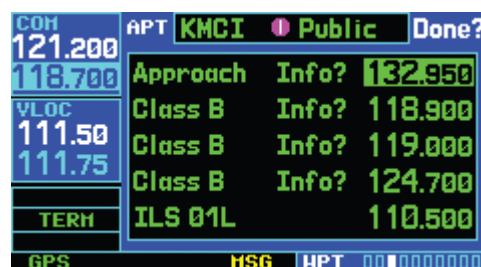 COM
121.200
118.700
VLOC
111.50
111.75
TERM
GPS
APT KMCI Public Done?
Approach Info? 132.950
Class B Info? 118.900
Class B Info? 119.000
Class B Info? 124.700
ILS 01L 110.500
MSG WPT